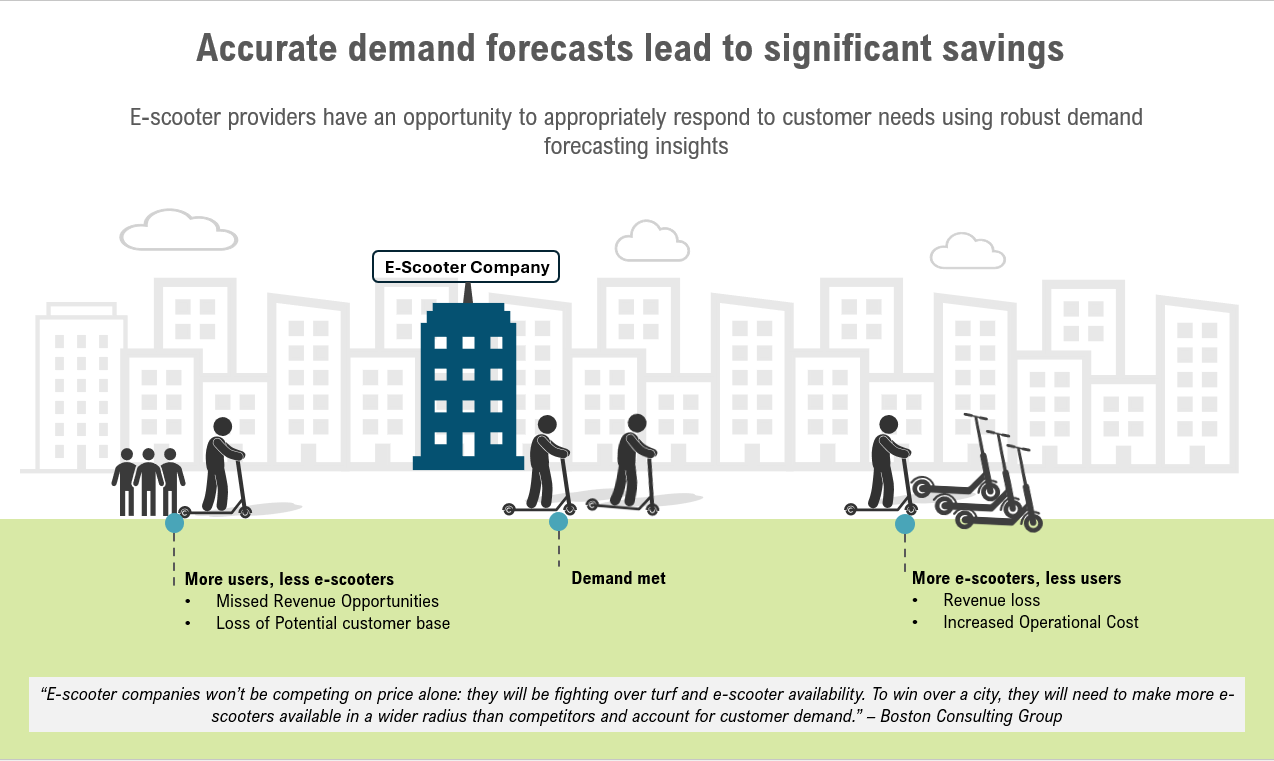 Accurate demand forecasts lead to significant savings
E-scooter providers have an opportunity to appropriately respond to customer needs using robust demand
forecasting insights
E-Scooter Company
More users, less e-scooters
• Missed Revenue Opportunities
• Loss of Potential customer base
Demand met
More e-scooters, less users
• Revenue loss
• Increased Operational Cost
“E-scooter companies won’t be competing on price alone: they will be fighting over turf and e-scooter availability. To win over a city, they will need to make more e-
scooters available in a wider radius than competitors and account for customer demand.” – Boston Consulting Group